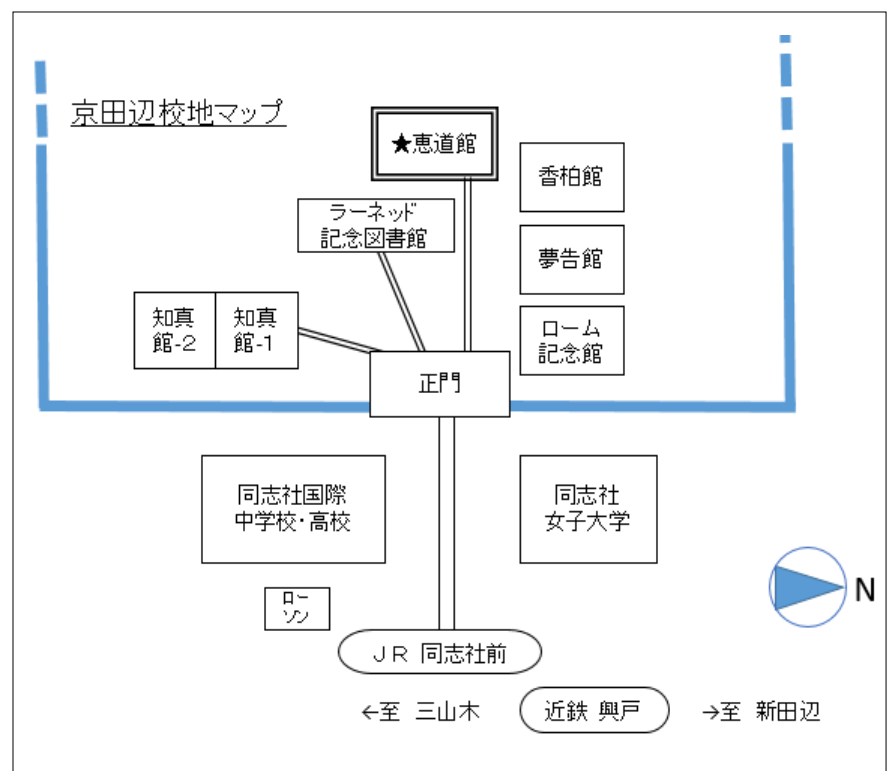 京田辺校地マップ
★恵道館
香柏館
ラーネッド
記念図書館
夢告館
知真
館-2
知真
館-1
ローム
記念館
正門
同志社国際
中学校・高校
同志社
女子大学
N
ロー
ソン
JR 同志社前
←至 三山木
近鉄 興戸
→至 新田辺